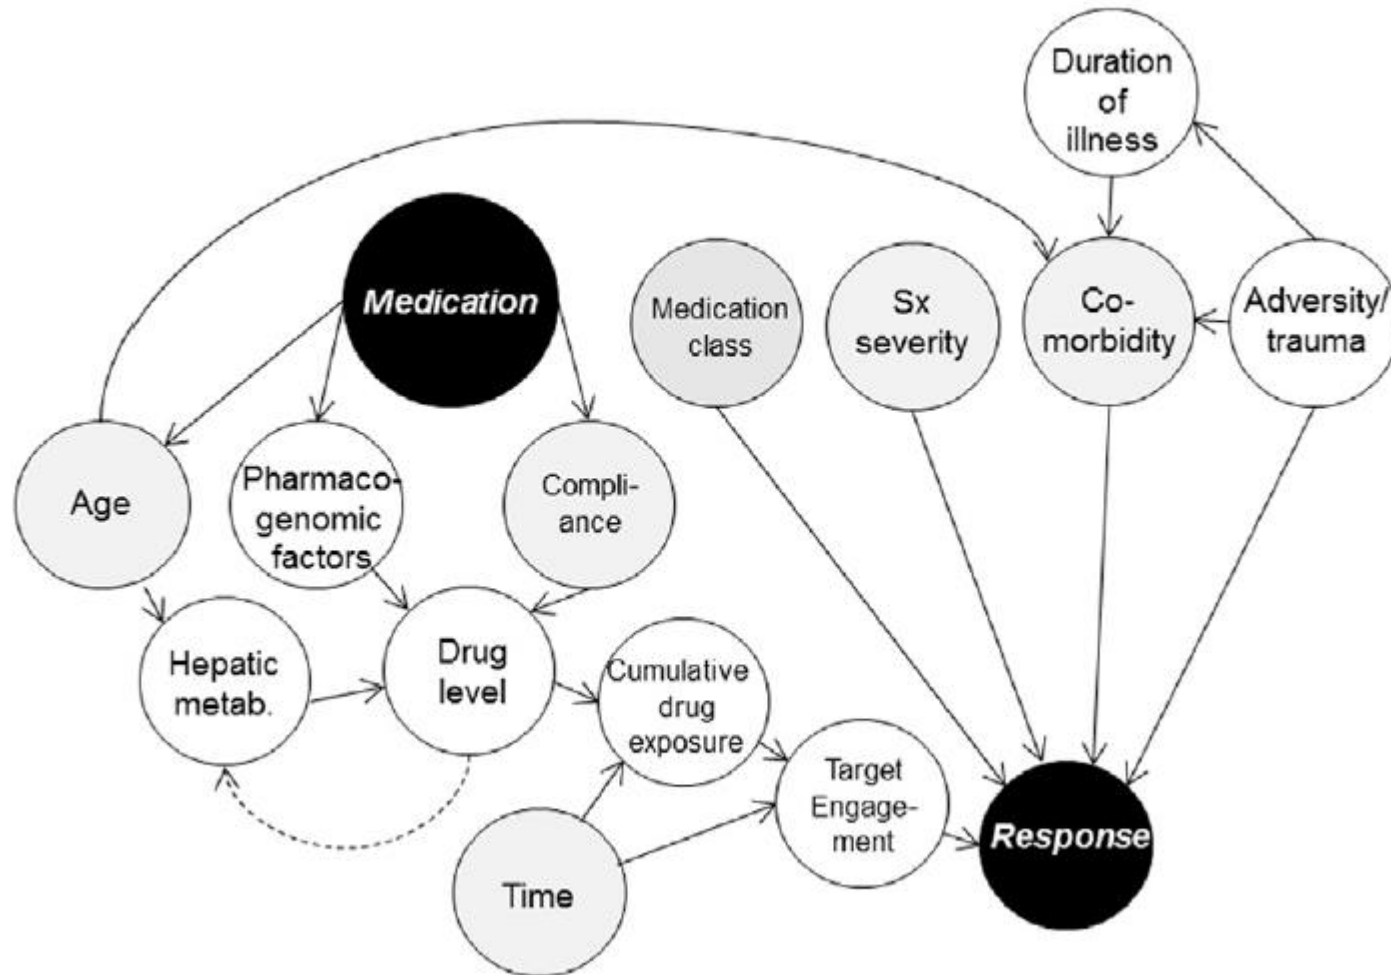 Duration
of
illness
Medication
Medication
class
Sx
severity
Co-
morbidity
Adversity/
trauma
Age
Pharmaco-
genomic
factors
Compli-
ance
Hepatic
metab.
Drug
level
Cumulative
drug
exposure
Target
Engage-
ment
Response
Time